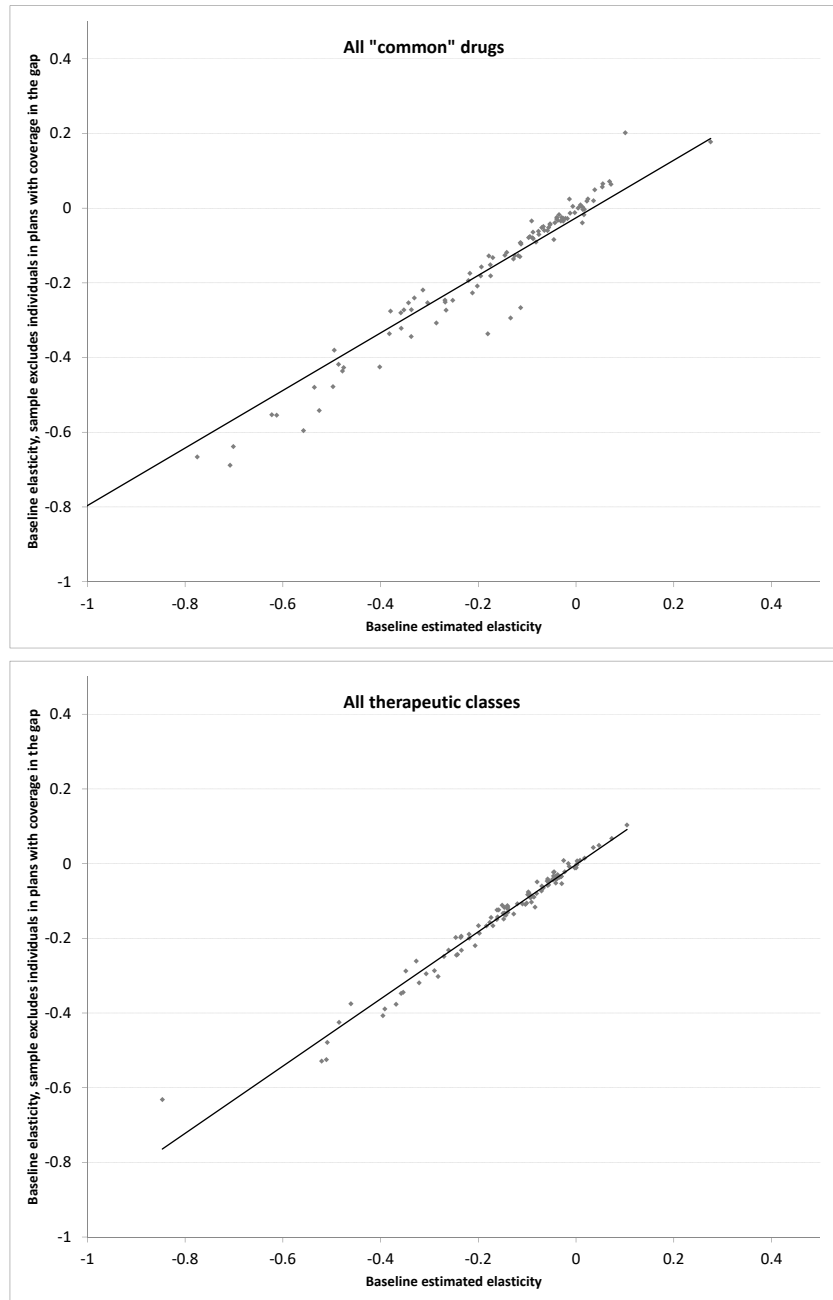 All "common" drugs
Baseline elasticity, sample excludes individuals in plans with coverage in the gap
0.4
0.2
0
-0.2
-0.4
-0.6
-0.8
-1
-1 -0.8 -0.6 -0.4 -0.2 0 0.2 0.4
Baseline estimated elasticity
All therapeutic classes
Baseline elasticity, sample excludes individuals in plans with coverage in the gap
0.4
0.2
0
-0.2
-0.4
-0.6
-0.8
-1
-1 -0.8 -0.6 -0.4 -0.2 0 0.2 0.4
Baseline estimated elasticity